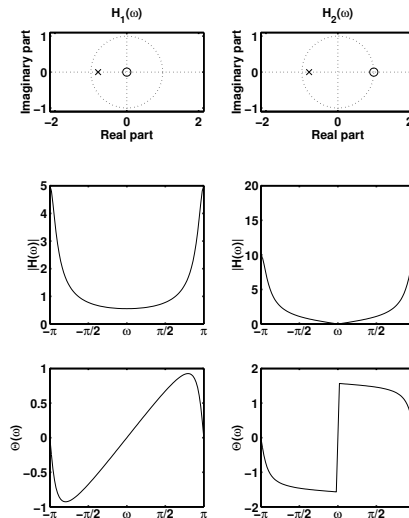 H1(ω)
H2(ω)
Imaginary part
1
0
−1
−2
0
2
Real part
Imaginary part
1
0
−1
−2
0
2
Real part
|H(ω)|
5
4
3
2
1
0
−π
−π/2
ω
π/2
π
|H(ω)|
20
15
10
5
0
−π
−π/2
ω
π/2
Θ(ω)
1
0.5
0
−0.5
−1
−π
−π/2
ω
π/2
π
Θ(ω)
2
1
0
−1
−2
−π
−π/2
ω
π/2